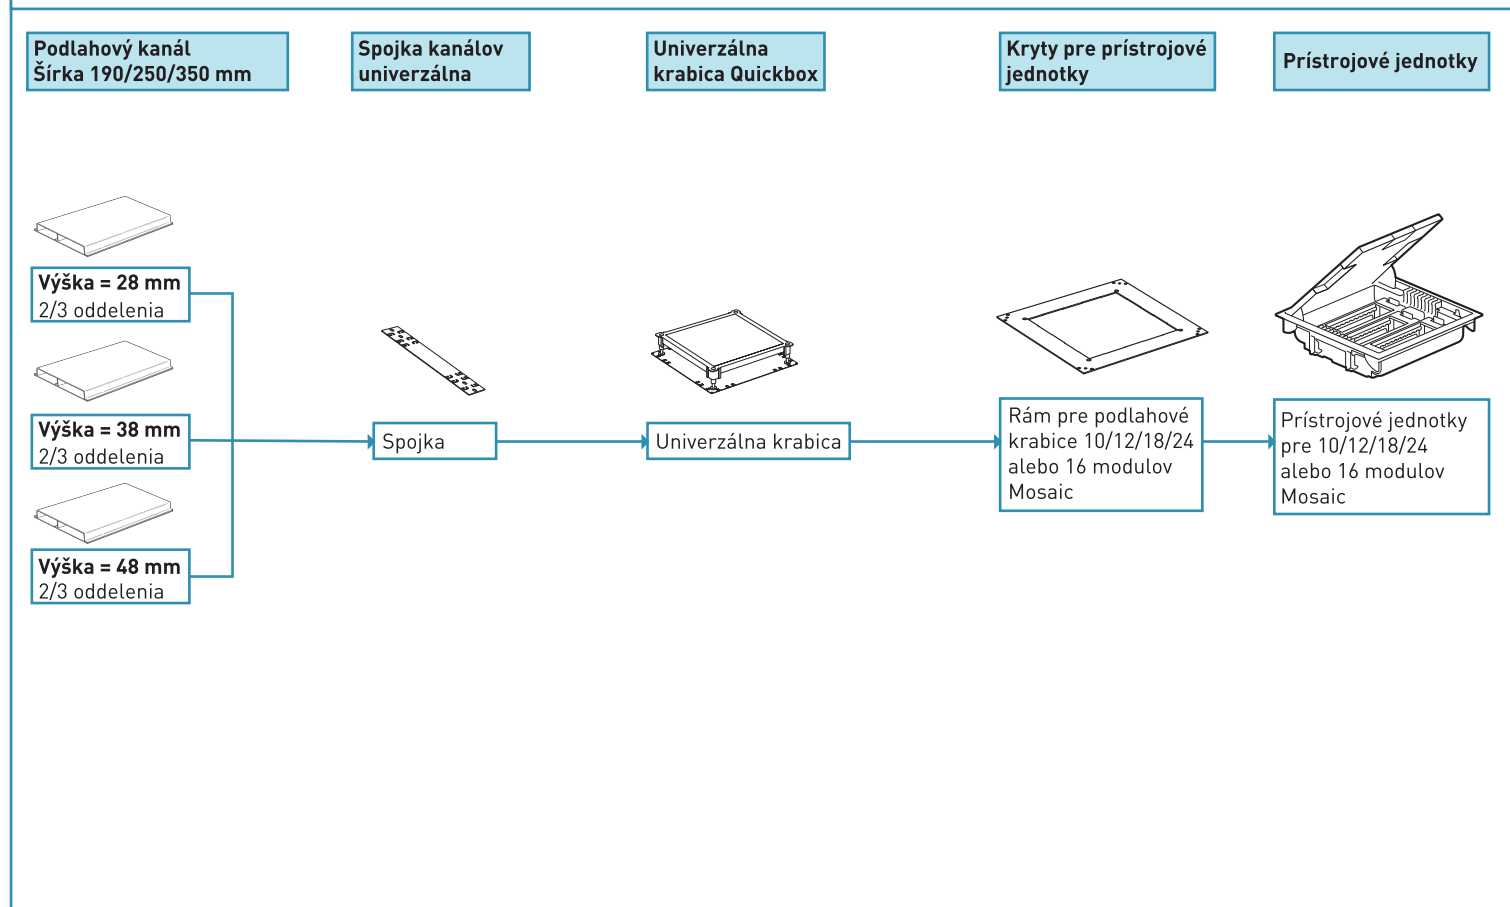 Podlahový kanál
Šírka 190/250/350 mm
Spojka kanálov
univerzálna
Univerzálna
krabica Quickbox
Kryty pre prístrojové
jednotky
Prístrojové jednotky
Výška = 28 mm
2/3 oddelenia
Výška = 38 mm
2/3 oddelenia
Výška = 48 mm
2/3 oddelenia
Spojka
Univerzálna krabica
Rám pre podlahové
krabice 10/12/18/24
alebo 16 modulov
Mosaic
Prístrojové jednotky
pre 10/12/18/24
alebo 16 modulov
Mosaic